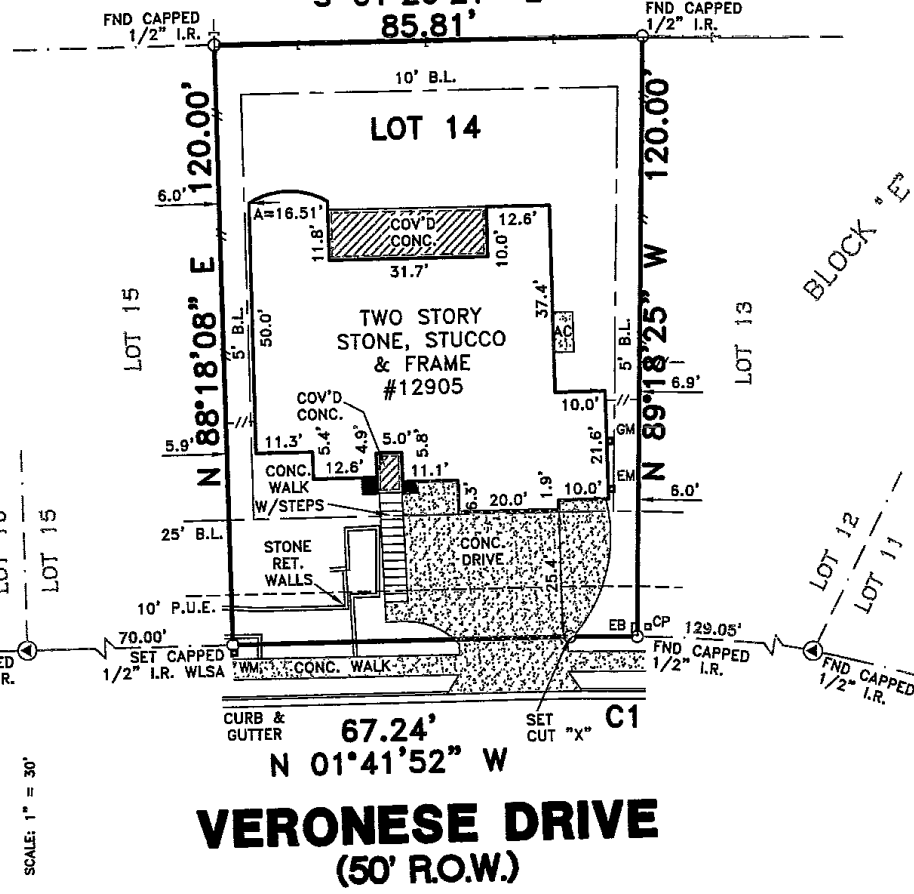 85.81'
FND CAPPED
1/2" I.R.
FND CAPPED
1/2" I.R.
10' B.L.
LOT 14
120.00'
N 88°18'08" E
120.00'
N 89°18'25" W
6.0'
A=16.51'
11.8'
COV'D
CONC.
31.7'
10.0'
12.6'
37.4'
BLOCK "E"
LOT 15
5' B.L.
50.0'
TWO STORY
STONE, STUCCO
& FRAME
#12905
AC
5' B.L.
LOT 13
6.9'
10.0'
COV'D
CONC.
5.9'
11.3'
5.4'
4.9'
5.0'
5.8'
12.6'
11.1'
6.3'
20.0'
1.9'
10.0'
21.6'
GM
EM
6.0'
CONC.
WALK
W/STEPS
25' B.L.
STONE
RET.
WALLS
CONC.
DRIVE
25.4
10' P.U.E.
LOT 15
LOT 12
LOT 11
70.00'
SET CAPPED
1/2" I.R. WLSA
WM
CONC. WALK
EB
CP
129.05'
FND CAPPED
1/2" I.R.
FND CAPPED
1/2" I.R.
CURB &
GUTTER
67.24'
N 01°41'52" W
SET
CUT "X"
C1
SCALE: 1" = 30'
VERONESE DRIVE
(50' R.O.W.)